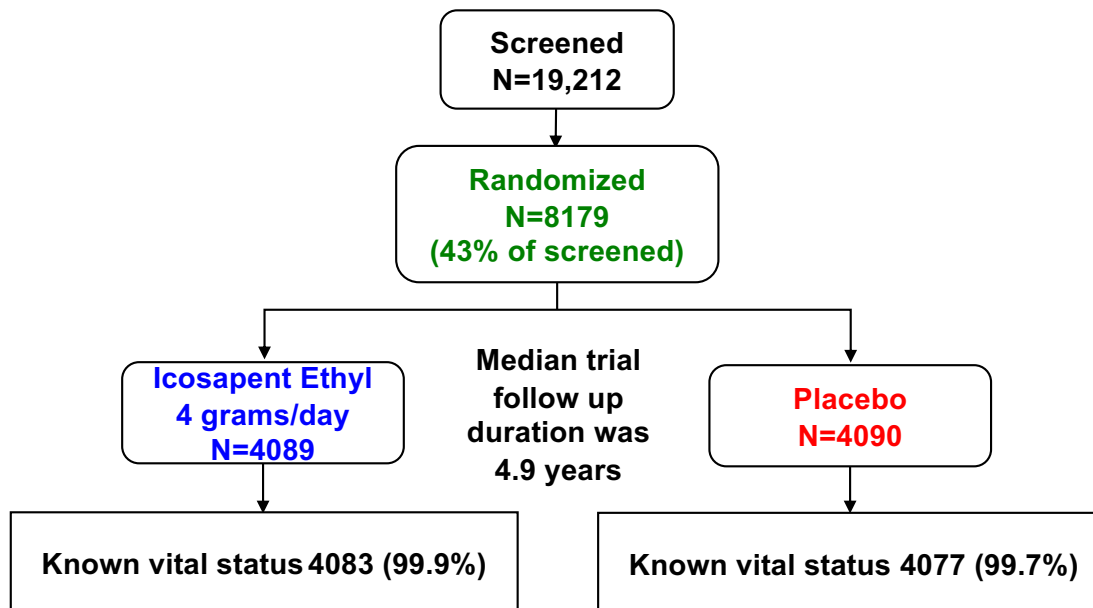 Screened
N=19,212
Randomized
N=8179
(43% of screened)
Icosapent Ethyl
4 grams/day
N=4089
Median trial
follow up
duration was
4.9 years
Placebo
N=4090
Known vital status 4083 (99.9%)
Known vital status 4077 (99.7%)